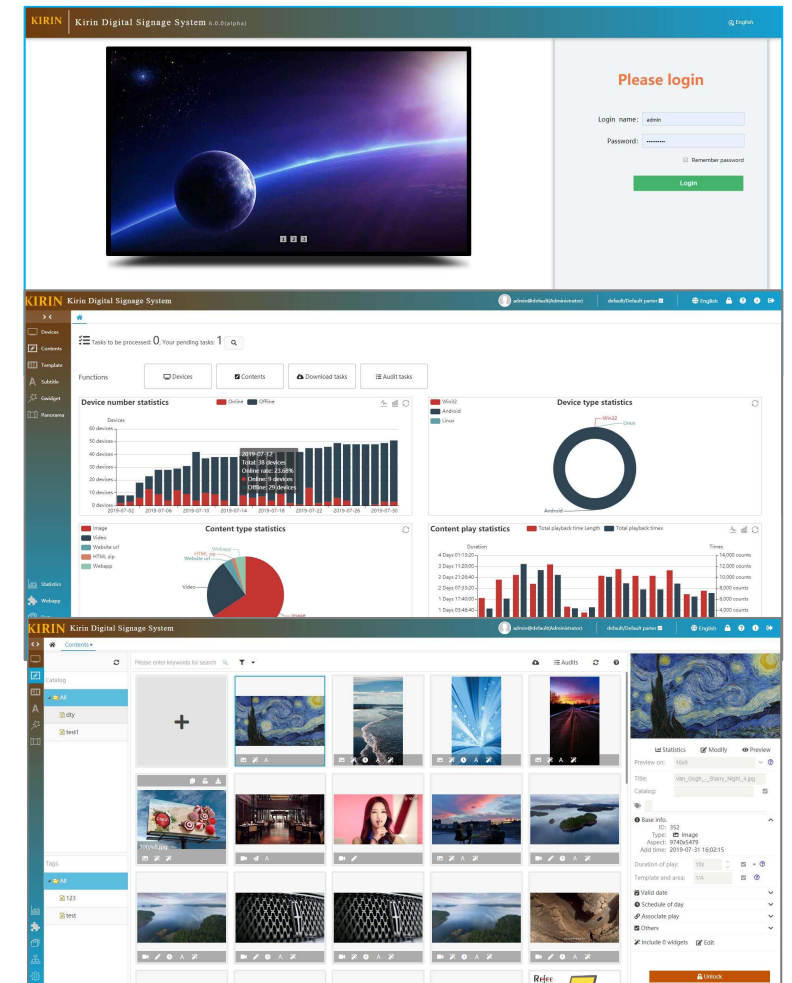 KIRIN Kirin Digital Signage System 6.0.0(alpha) English
Please login
Login name: admin
Password:
Remember password
Login
1 2 3
KIRIN Kirin Digital Signage System admin@default(Administrator) default/Default parter English
Devices
Contents
Template
Subtitle
Gwidget
Panorama
Statistics
Webapp
Tasks to be processed: 0, Your pending tasks: 1
Functions Devices Contents Download tasks Audit tasks
Device number statistics Online Offline
Devices
60 devices
50 devices
40 devices
30 devices
20 devices
10 devices
0 devices
2019-07-02 2019-07-06 2019-07-10 2019-07-14 2019-07-18 2019-07-22 2019-07-26 2019-07-30
2019-07-12
Total: 38 devices
Online rate: 23.68%
Online: 9 devices
Offline: 29 devices
Win32
Android
Linux
Device type statistics
Win32
Linux
Android
Image
Video
Website url
HTML zip
Webapp
Content type statistics
Webapp
HTML zip
Website url
Video
Image
Content play statistics Total playback time Length Total playback times
Duration Times
4 Days 01:13:20 14,000 counts
3 Days 11:20:00 12,000 counts
2 Days 21:26:40 10,000 counts
2 Days 07:33:20 8,000 counts
1 Days 17:40:00 6,000 counts
1 Days 03:46:40 4,000 counts
KIRIN Kirin Digital Signage System admin@default(Administrator) default/Default parter English
Contents
Please enter keywords for search Audits
Catalog
All
dty
test1
Tags
All
123
test
Statistics Modify Preview
Preview on: 16x9
Title: Van_Gogh_-_Starry_Night_4.jpg
Catalog:
Base info.
ID: 352
Type: Image
Aspect: 9740x5479
Add time: 2019-07-31 16:02:15
Duration of play: 10s
Template and area: 1/A
Valid date
Schedule of day
Associate play
Others
Include 0 widgets Edit
Unlock